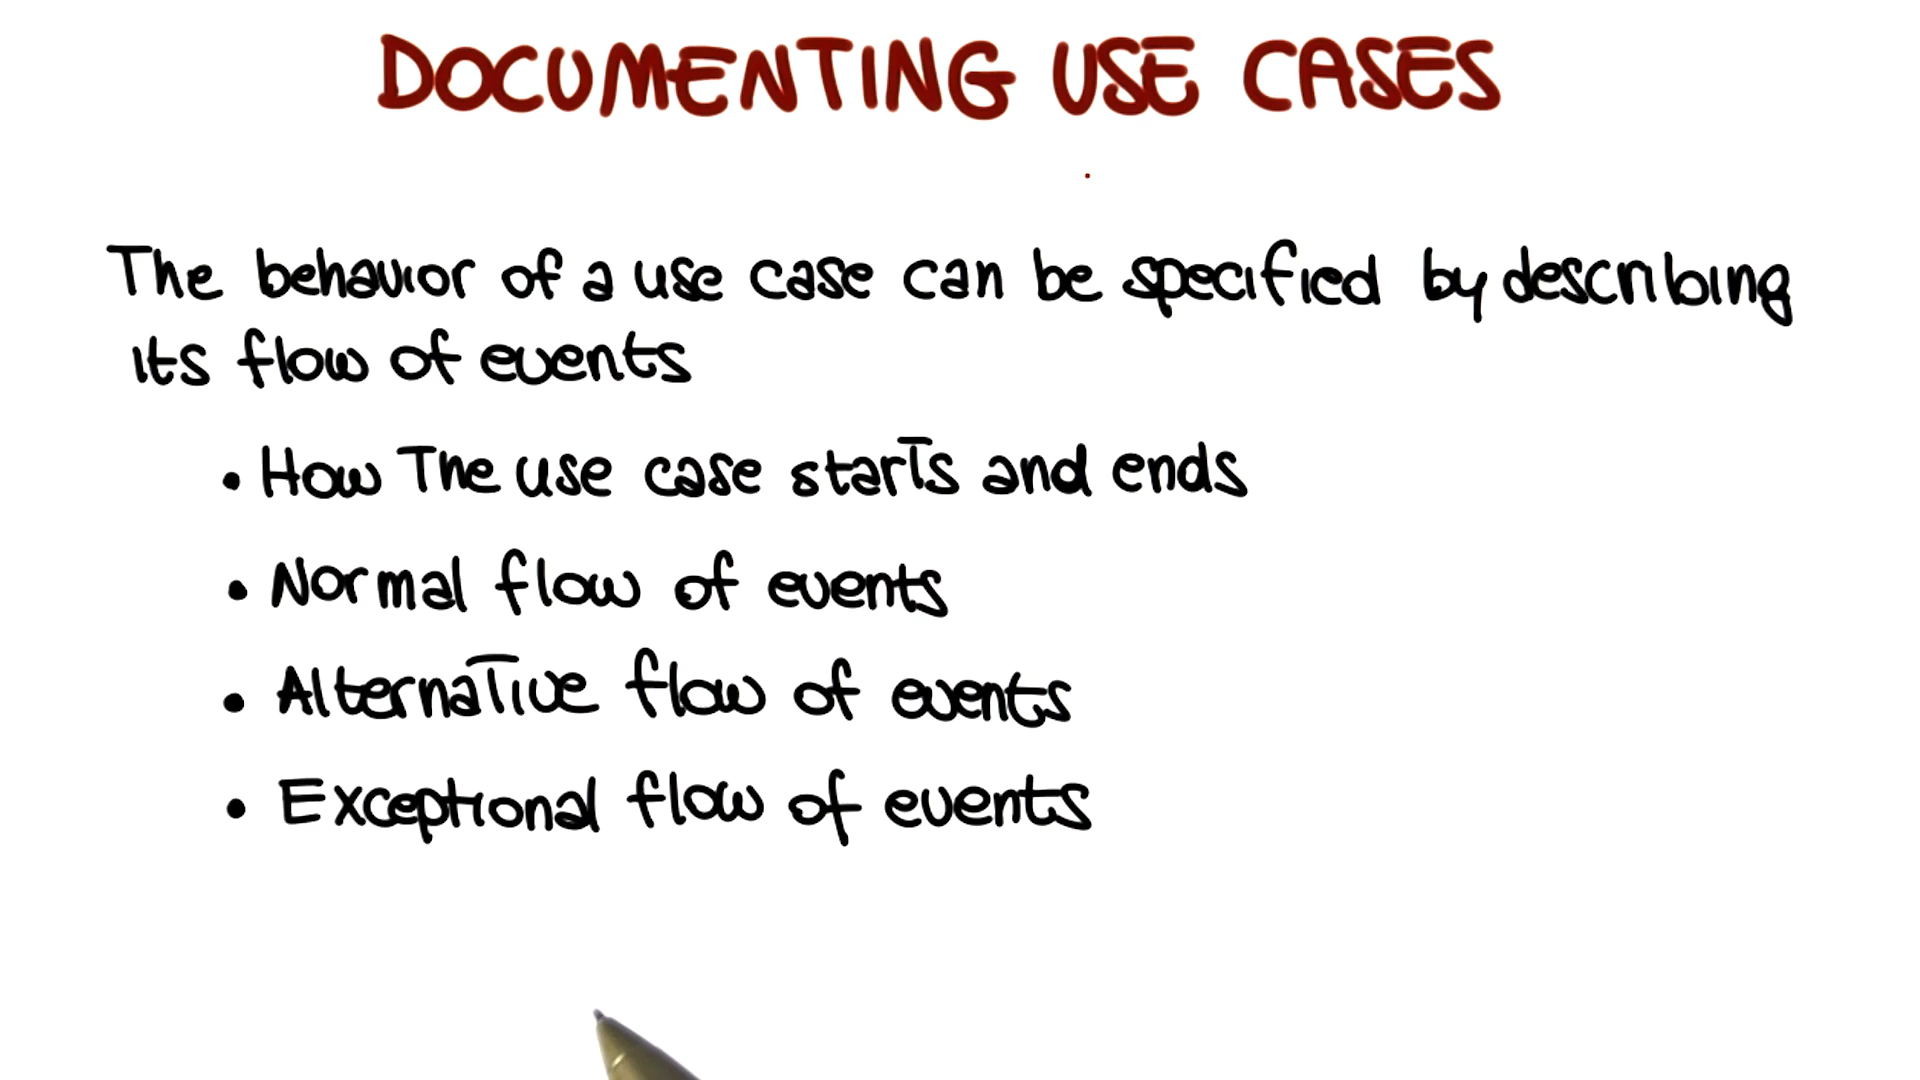 DOCUMENTING USE CASES
The behavior of a use case can be specified by describing
its flow of events
• How The use case starts and ends
• Normal flow of events
• Alternative flow of events
• Exceptional flow of events